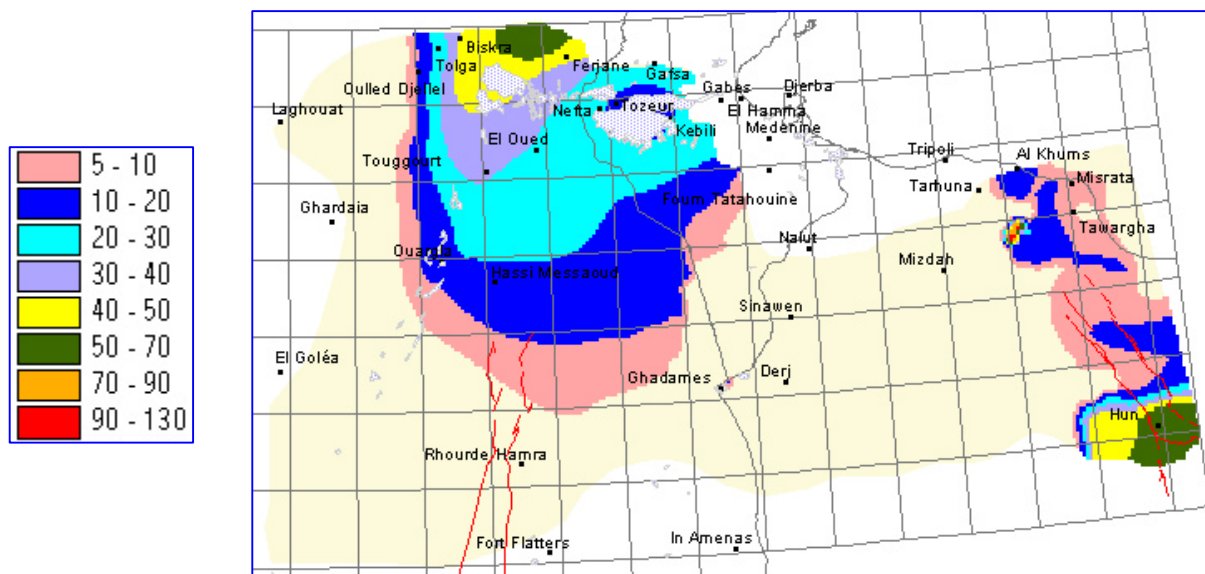 5 - 10
10 - 20
20 - 30
30 - 40
40 - 50
50 - 70
70 - 90
90 - 130
Biskra
Tolga
Ferjane
Oulled Djellel
Gafsa
Laghouat
Nefta
Tozeur
Gabes
Djerba
El Hamma
Kebili
Medenine
El Oued
Touggourt
Tripoli
Al Khums
Tarhuna
Misrata
Ghardaia
Foum Tatahouine
Tawargha
Ouargla
Nalut
Mizdah
Hassi Messaoud
Sinawen
El Goléa
Ghadames
Derj
Hun
Rhourde Hamra
Fort Flatters
In Amenas